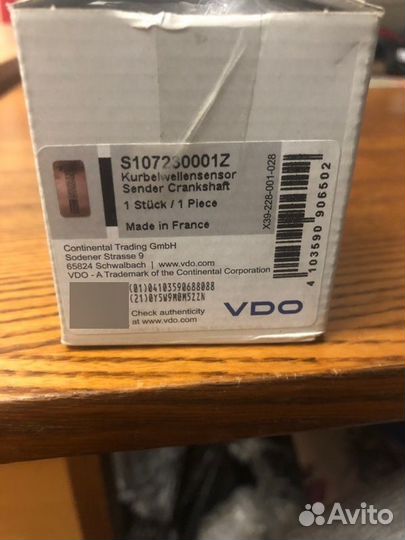 S107230001Z
Kurbelwellensensor
Sender Crankshaft
1 Stück / 1 Piece
Made in France
X39-228-001-028
4 103590 906502
Continental Trading GmbH
Sodener Strasse 9
65824 Schwalbach | www.vdo.com
VDO - A Trademark of the Continental Corporation
(01)04103590688088
(21)0Y5W9M0M5ZZN
Check authenticity
at www.vdo.com
VDO
Avito